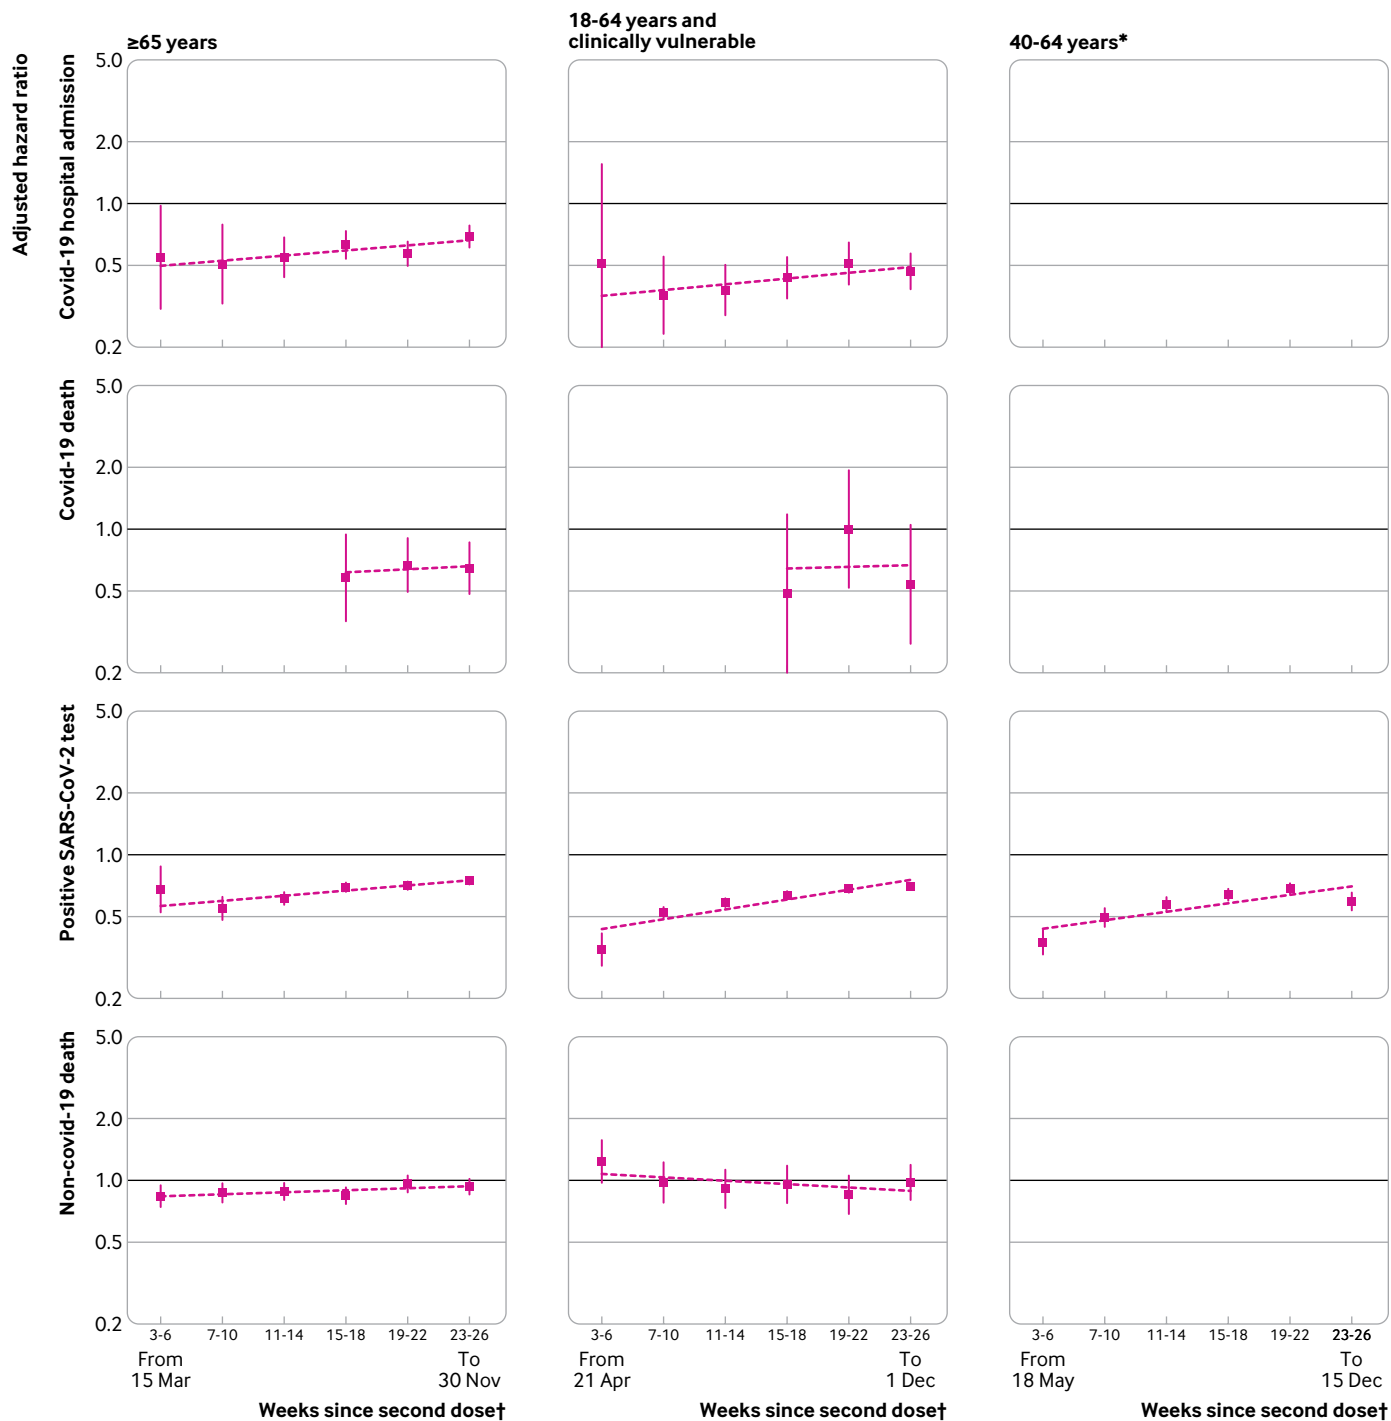 ≥65 years
18-64 years and
clinically vulnerable
40-64 years*
Adjusted hazard ratio
Covid-19 hospital admission
5.0
2.0
1.0
0.5
0.2
Covid-19 death
5.0
2.0
1.0
0.5
0.2
Positive SARS-CoV-2 test
5.0
2.0
1.0
0.5
0.2
Non-covid-19 death
5.0
2.0
1.0
0.5
0.2
3-6 7-10 11-14 15-18 19-22 23-26
From To
15 Mar 30 Nov
Weeks since second dose†
3-6 7-10 11-14 15-18 19-22 23-26
From To
21 Apr 1 Dec
Weeks since second dose†
3-6 7-10 11-14 15-18 19-22 23-26
From To
18 May 15 Dec
Weeks since second dose†